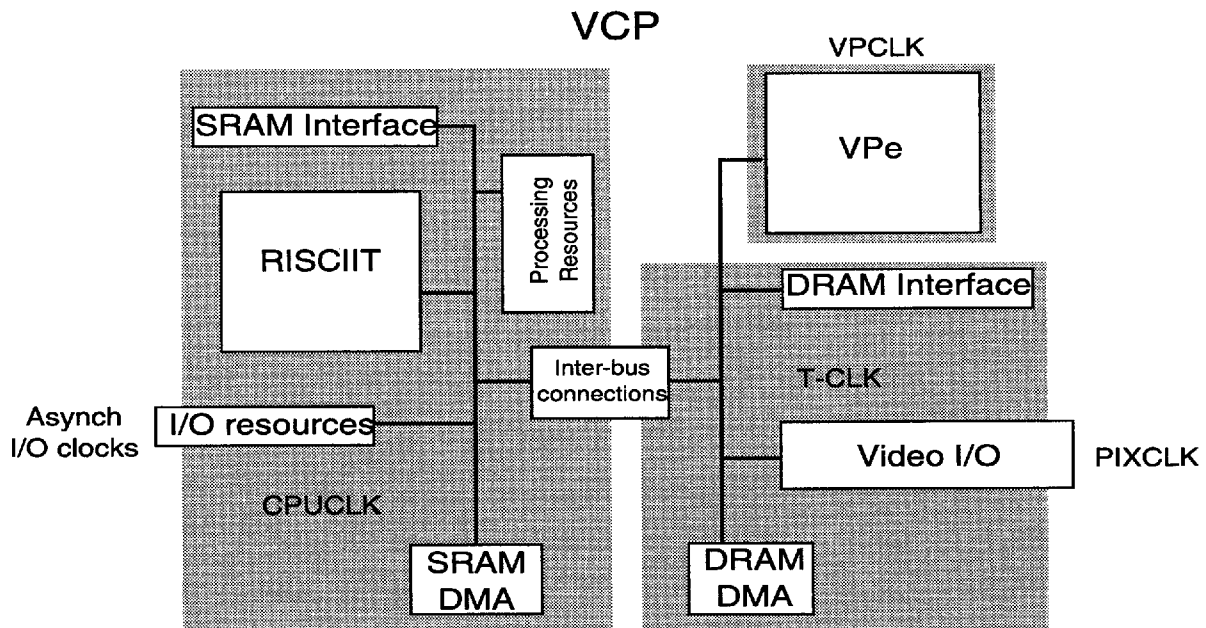 VCP
VPCLK
SRAM Interface
VPe
Processing
Resources
RISCIIT
DRAM Interface
Inter-bus
connections
T-CLK
Asynch
I/O clocks
I/O resources
Video I/O
PIXCLK
CPUCLK
SRAM
DMA
DRAM
DMA